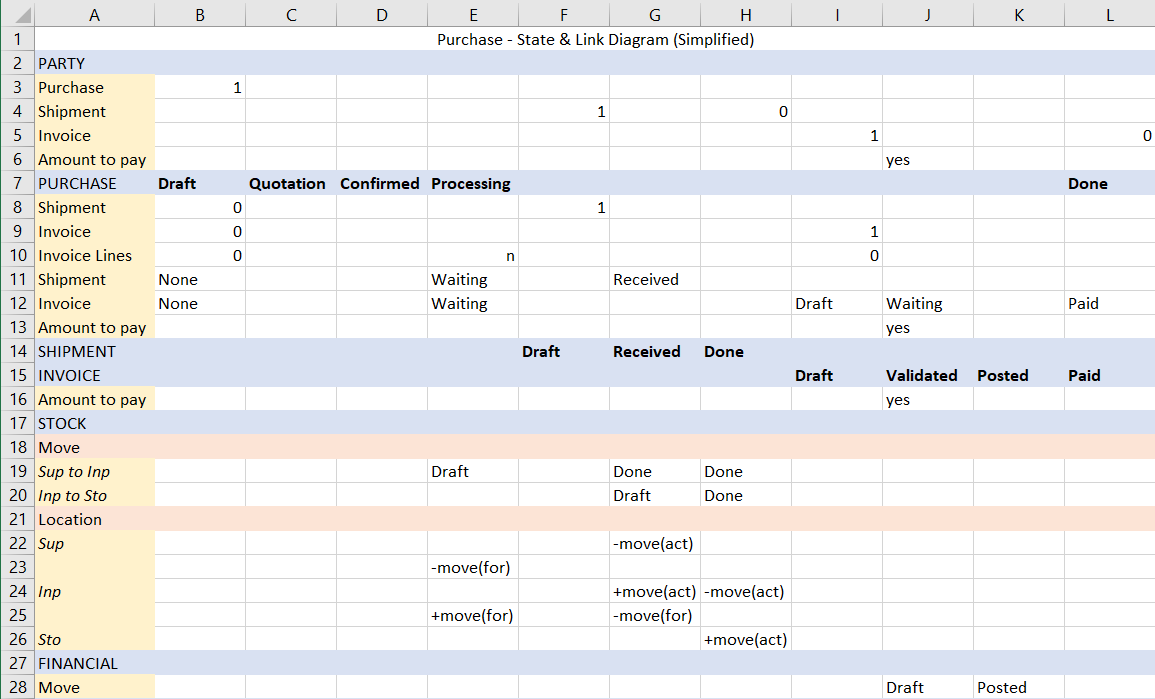 A B C D E F G H I J K L
1 Purchase - State & Link Diagram (Simplified)
2 PARTY
3 Purchase 1
4 Shipment 1 0
5 Invoice 1 0
6 Amount to pay yes
7 PURCHASE Draft Quotation Confirmed Processing Done
8 Shipment 0 1
9 Invoice 0 1
10 Invoice Lines 0 n 0
11 Shipment None Waiting Received
12 Invoice None Waiting Draft Waiting Paid
13 Amount to pay yes
14 SHIPMENT Draft Received Done
15 INVOICE Draft Validated Posted Paid
16 Amount to pay yes
17 STOCK
18 Move
19 Sup to Inp Draft Done Done
20 Inp to Sto Draft Done
21 Location
22 Sup -move(act)
23 -move(for)
24 Inp +move(act) -move(act)
25 +move(for) -move(for)
26 Sto +move(act)
27 FINANCIAL
28 Move Draft Posted